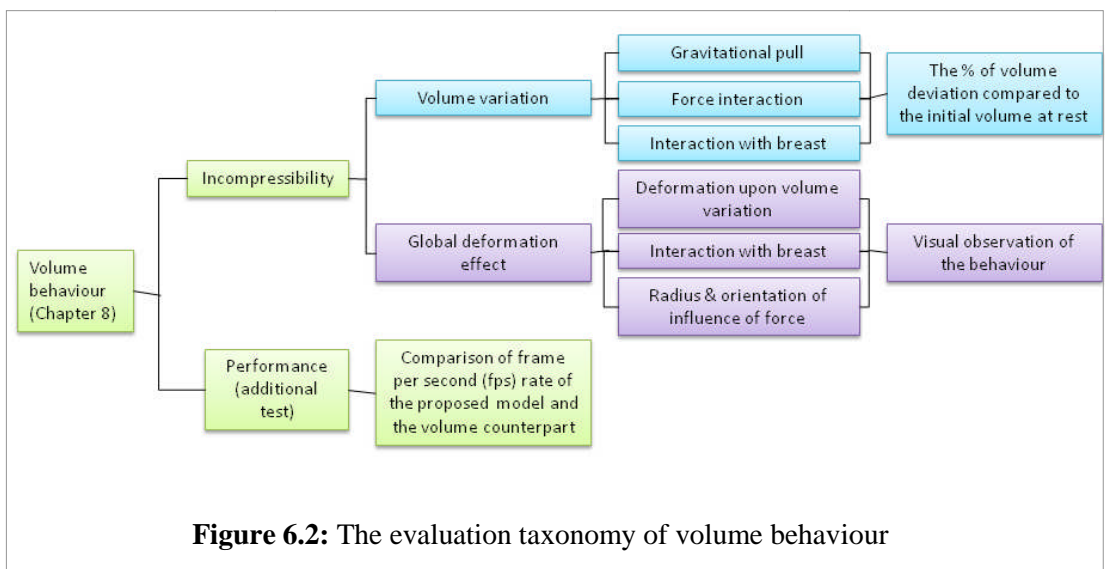 Volume
behaviour
(Chapter 8)
Incompressibility
Volume variation
Gravitational pull
Force interaction
Interaction with breast
The % of volume
deviation compared to
the initial volume at rest
Global deformation
effect
Deformation upon volume
variation
Interaction with breast
Radius & orientation of
influence of force
Visual observation of
the behaviour
Performance
(additional
test)
Comparison of frame
per second (fps) rate of
the proposed model and
the volume counterpart
Figure 6.2: The evaluation taxonomy of volume behaviour